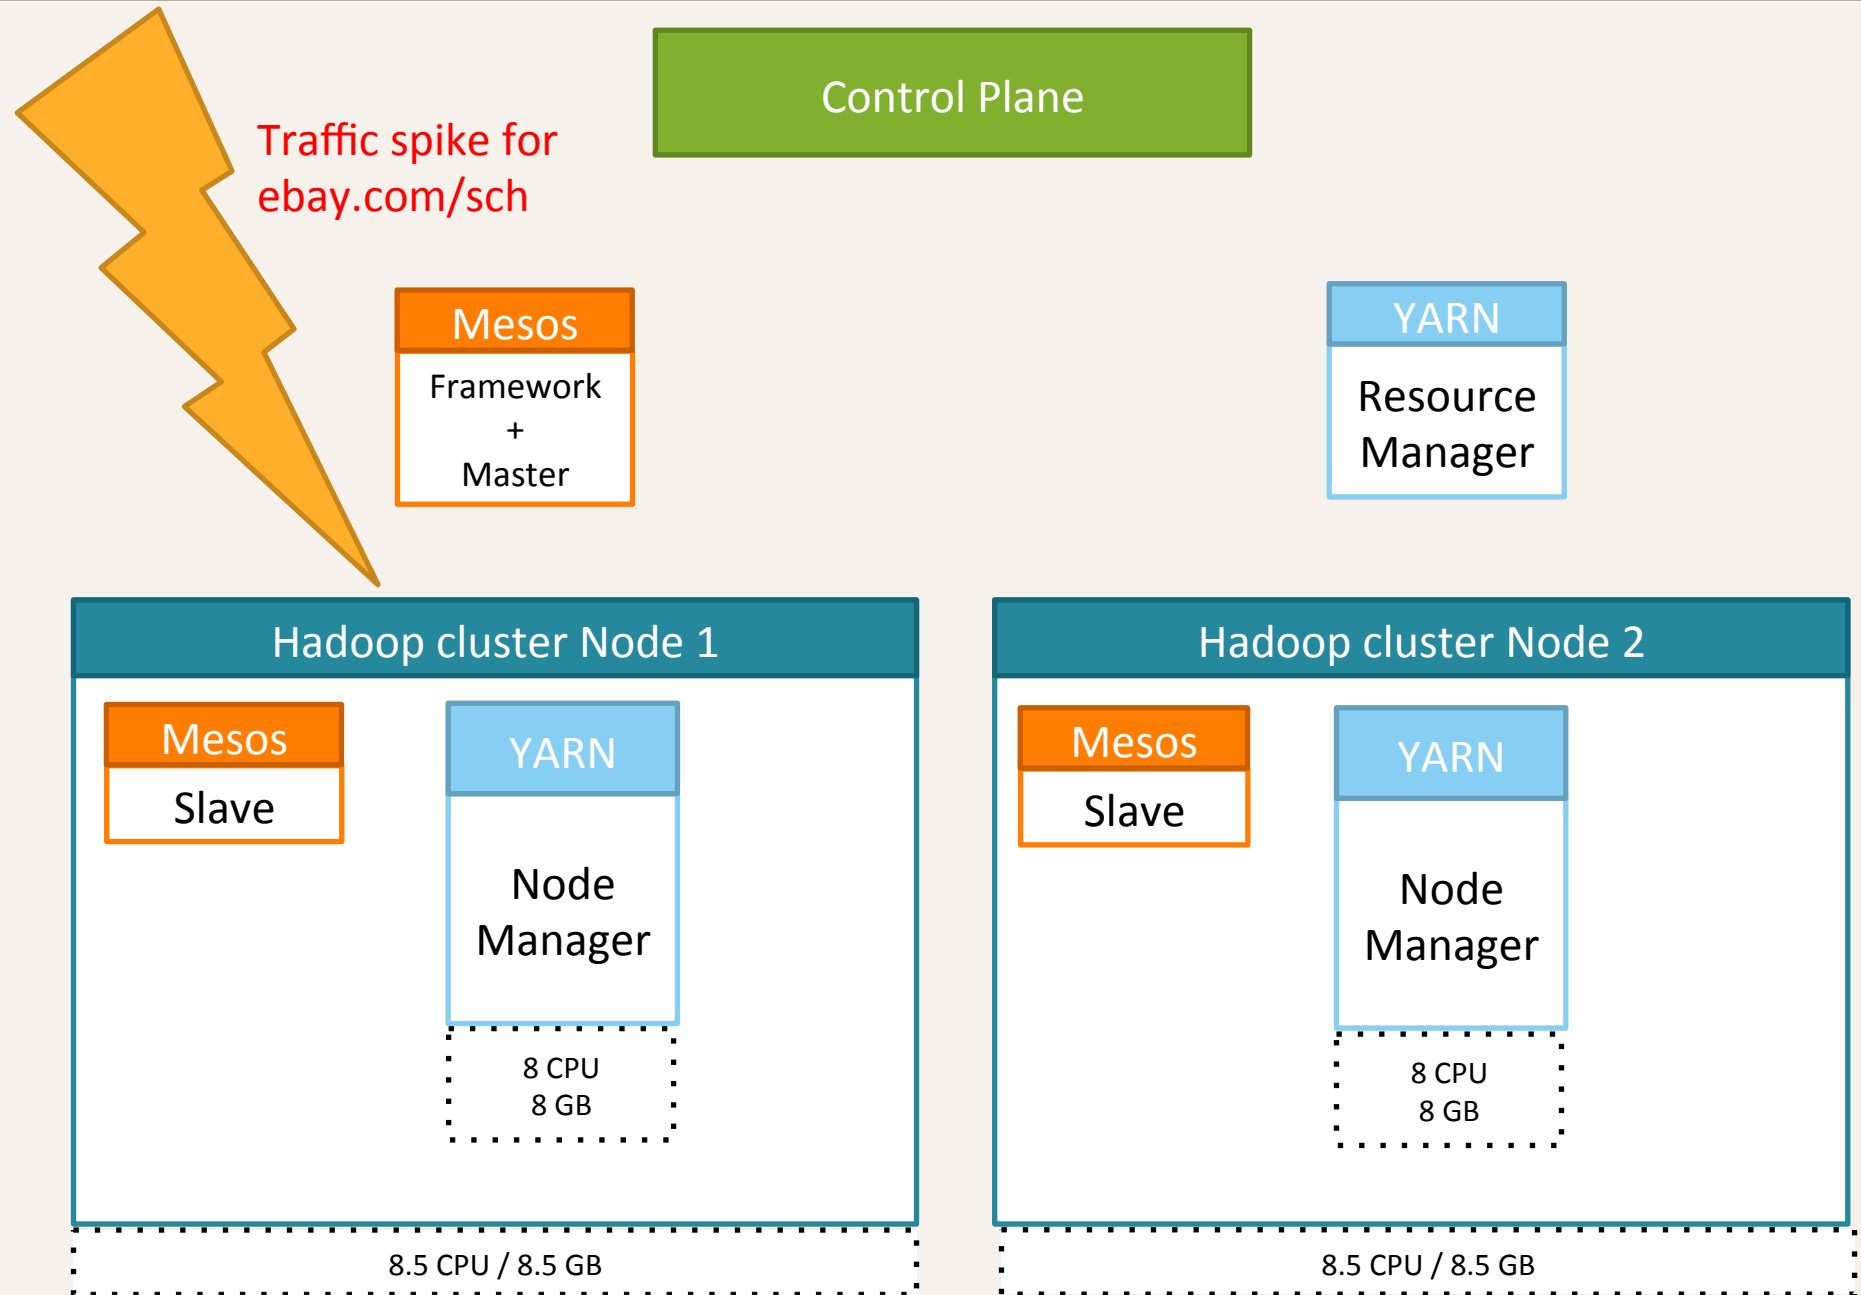 Control Plane
Traffic spike for
ebay.com/sch
Mesos
Framework
+
Master
YARN
Resource
Manager
Hadoop cluster Node 1
Mesos
Slave
YARN
Node
Manager
8 CPU
8 GB
8.5 CPU / 8.5 GB
Hadoop cluster Node 2
Mesos
Slave
YARN
Node
Manager
8 CPU
8 GB
8.5 CPU / 8.5 GB